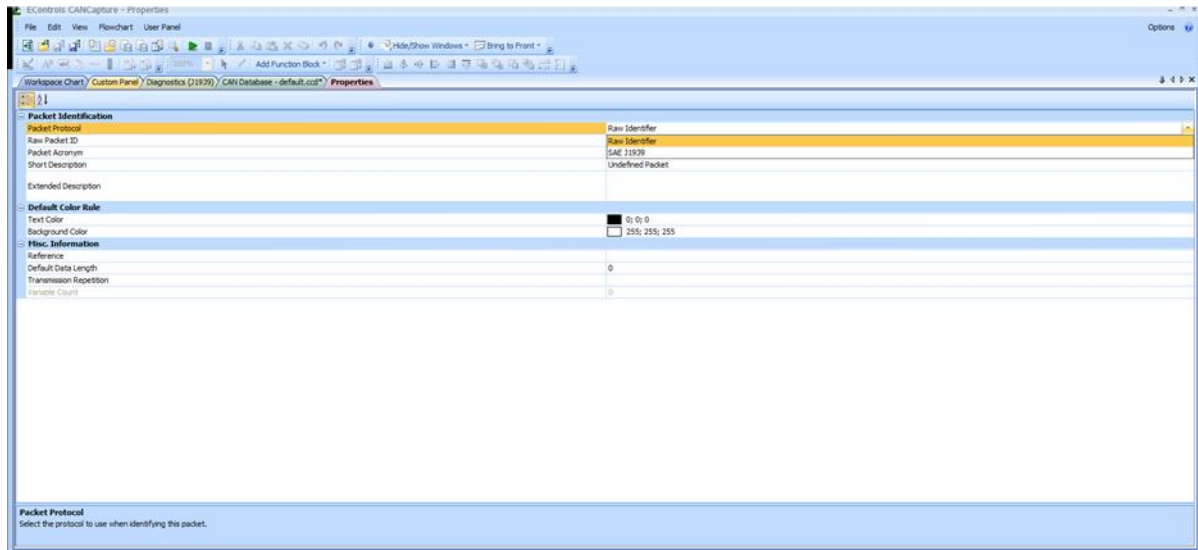 EControls CANCapture - Properties
File Edit View Flowchart User Panel Options
Hide/Show Windows Bring to Front
100% Add Function Block
Workspace Chart Custom Panel Diagnostics (J1939) CAN Database - default.ccd* Properties
Packet Identification
Packet Protocol Raw Identifier
Raw Packet ID Raw Identifier
Packet Acronym SAE J1939
Short Description Undefined Packet
Extended Description
Default Color Rule
Text Color 0; 0; 0
Background Color 255; 255; 255
Misc. Information
Reference
Default Data Length 0
Transmission Repetition
Variable Count 0
Packet Protocol
Select the protocol to use when identifying this packet.